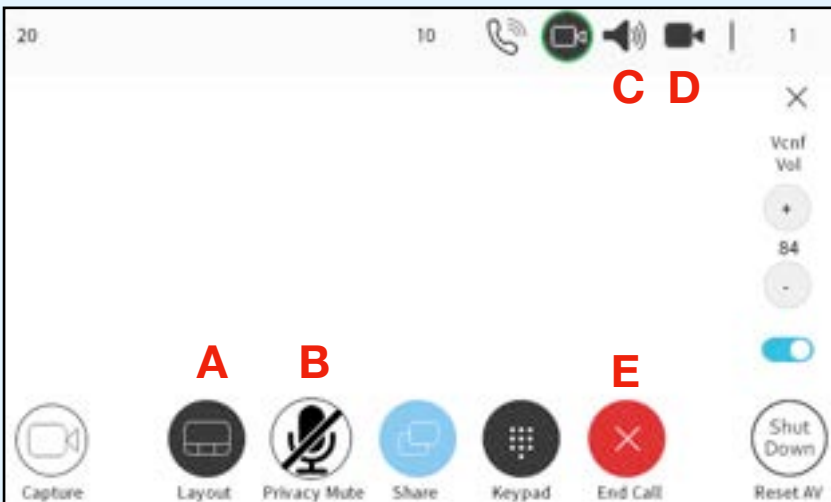 20 10 1
C D
Vcnf
Vol
+
84
-
A B E
Shut
Down
Capture Layout Privacy Mute Share Keypad End Call Reset AV